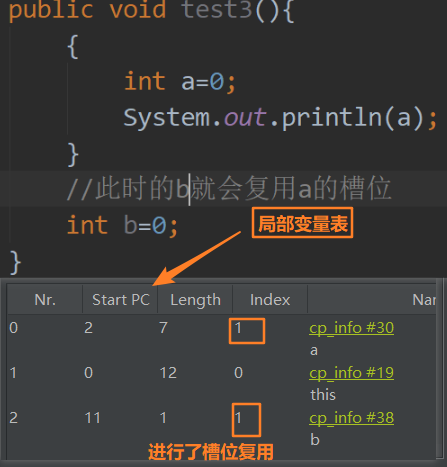 public void test3(){
{
int a=0;
System.out.println(a);
}
//此时的b就会复用a的槽位
int b=0;
}
局部变量表
Nr. Start PC Length Index Nar
0 2 7 1 cp_info #30
a
1 0 12 0 cp_info #19
this
2 11 1 1 cp_info #38
b
进行了槽位复用